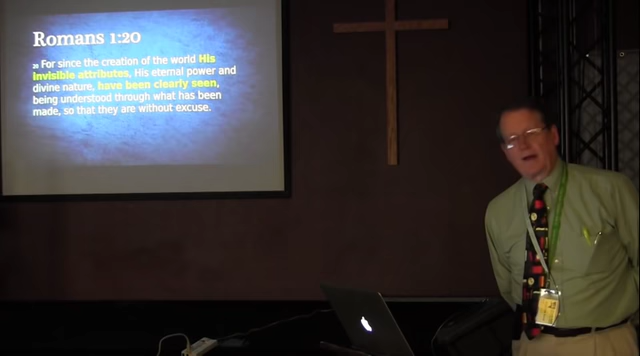 Romans 1:20
20 For since the creation of the world His
invisible attributes, His eternal power and
divine nature, have been clearly seen,
being understood through what has been
made, so that they are without excuse.